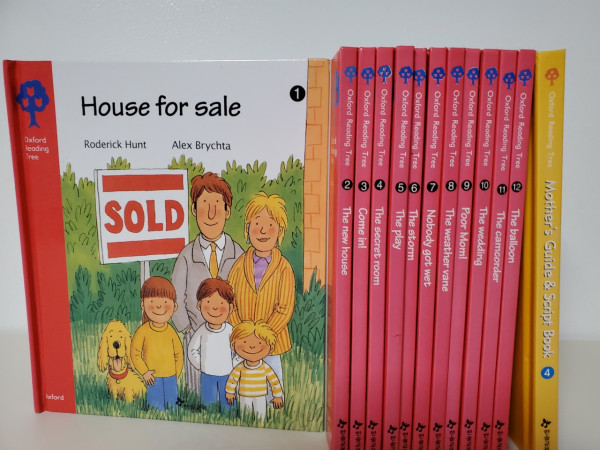 Oxford
Reading
Tree
House for sale
1
Roderick Hunt Alex Brychta
SOLD
Oxford
Oxford Reading Tree 2 The new house
Oxford Reading Tree 3 Come in!
Oxford Reading Tree 4 The secret room
Oxford Reading Tree 5 The play
Oxford Reading Tree 6 The storm
Oxford Reading Tree 7 Nobody got wet
Oxford Reading Tree 8 The weather vane
Oxford Reading Tree 9 Poor Mom!
Oxford Reading Tree 10 The wedding
Oxford Reading Tree 11 The camcorder
Oxford Reading Tree 12 The balloon
Oxford Reading Tree Mother's Guide & Script Book 4